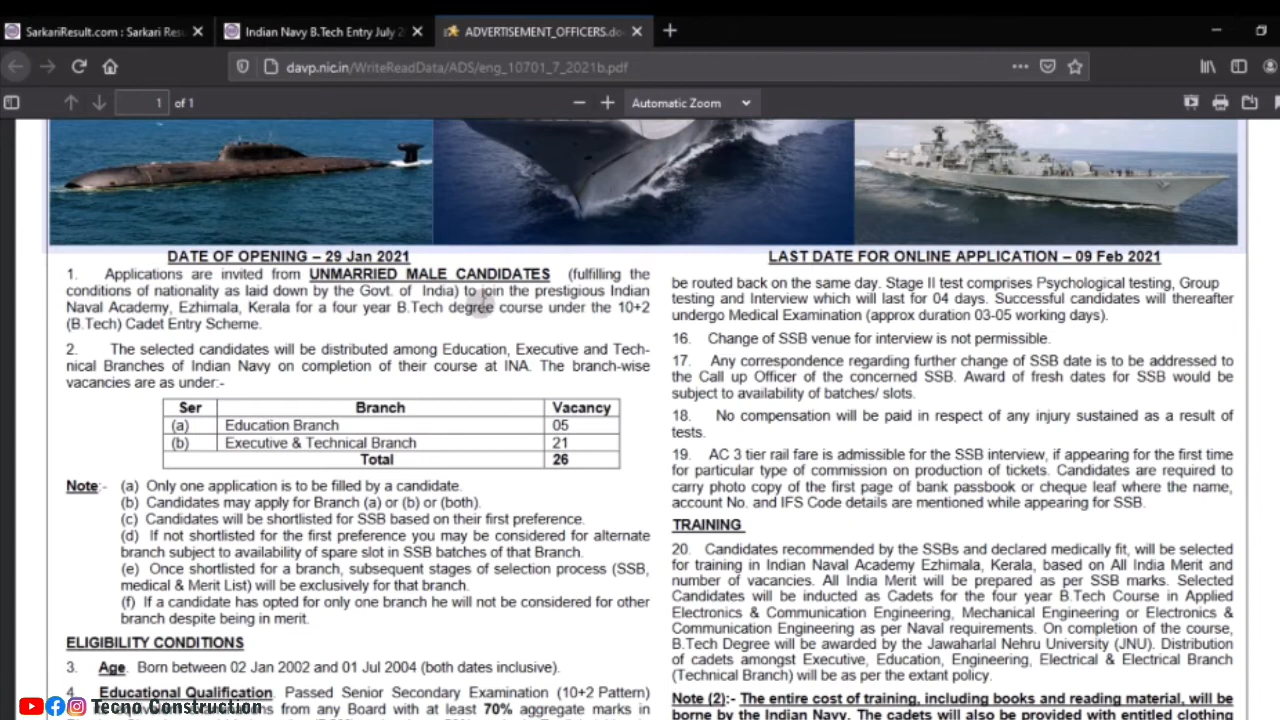 SarkariResult.com : Sarkari Res
Indian Navy B.Tech Entry July 2
ADVERTISEMENT_OFFICERS.do
davp.nic.in/WriteReadData/ADS/eng_10701_7_2021b.pdf
1 of 1
Automatic Zoom
DATE OF OPENING – 29 Jan 2021
1. Applications are invited from UNMARRIED MALE CANDIDATES (fulfilling the
conditions of nationality as laid down by the Govt. of India) to join the prestigious Indian
Naval Academy, Ezhimala, Kerala for a four year B.Tech degree course under the 10+2
(B.Tech) Cadet Entry Scheme.
2. The selected candidates will be distributed among Education, Executive and Tech-
nical Branches of Indian Navy on completion of their course at INA. The branch-wise
vacancies are as under:-
Ser Branch Vacancy
(a) Education Branch 05
(b) Executive & Technical Branch 21
Total 26
Note:- (a) Only one application is to be filled by a candidate.
(b) Candidates may apply for Branch (a) or (b) or (both).
(c) Candidates will be shortlisted for SSB based on their first preference.
(d) If not shortlisted for the first preference you may be considered for alternate
branch subject to availability of spare slot in SSB batches of that Branch.
(e) Once shortlisted for a branch, subsequent stages of selection process (SSB,
medical & Merit List) will be exclusively for that branch.
(f) If a candidate has opted for only one branch he will not be considered for other
branch despite being in merit.
ELIGIBILITY CONDITIONS
3. Age. Born between 02 Jan 2002 and 01 Jul 2004 (both dates inclusive).
4. Educational Qualification. Passed Senior Secondary Examination (10+2 Pattern)
examinations from any Board with at least 70% aggregate marks in
LAST DATE FOR ONLINE APPLICATION – 09 Feb 2021
be routed back on the same day. Stage II test comprises Psychological testing, Group
testing and Interview which will last for 04 days. Successful candidates will thereafter
undergo Medical Examination (approx duration 03-05 working days).
16. Change of SSB venue for interview is not permissible.
17. Any correspondence regarding further change of SSB date is to be addressed to
the Call up Officer of the concerned SSB. Award of fresh dates for SSB would be
subject to availability of batches/ slots.
18. No compensation will be paid in respect of any injury sustained as a result of
tests.
19. AC 3 tier rail fare is admissible for the SSB interview, if appearing for the first time
for particular type of commission on production of tickets. Candidates are required to
carry photo copy of the first page of bank passbook or cheque leaf where the name,
account No. and IFS Code details are mentioned while appearing for SSB.
TRAINING
20. Candidates recommended by the SSBs and declared medically fit, will be selected
for training in Indian Naval Academy Ezhimala, Kerala, based on All India Merit and
number of vacancies. All India Merit will be prepared as per SSB marks. Selected
Candidates will be inducted as Cadets for the four year B.Tech Course in Applied
Electronics & Communication Engineering, Mechanical Engineering or Electronics &
Communication Engineering as per Naval requirements. On completion of the course,
B.Tech Degree will be awarded by the Jawaharlal Nehru University (JNU). Distribution
of cadets amongst Executive, Education, Engineering, Electrical & Electrical Branch
(Technical Branch) will be as per the extant policy.
Note (2):- The entire cost of training, including books and reading material, will be
borne by the Indian Navy. The cadets will also be provided with entitled clothing
Tecno Construction